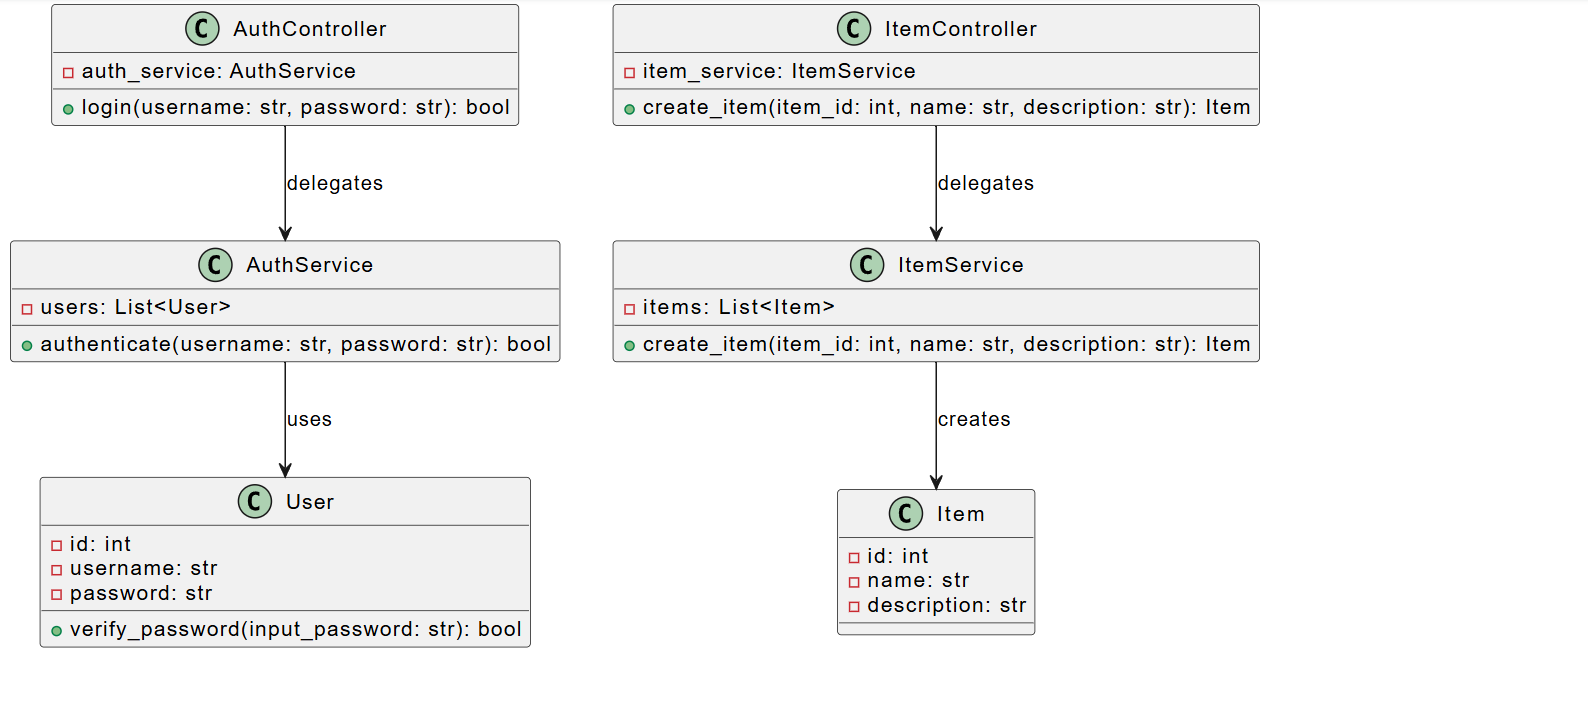 C AuthController
auth_service: AuthService
login(username: str, password: str): bool
C ItemController
item_service: ItemService
create_item(item_id: int, name: str, description: str): Item
delegates
delegates
C AuthService
users: List<User>
authenticate(username: str, password: str): bool
C ItemService
items: List<Item>
create_item(item_id: int, name: str, description: str): Item
uses
creates
C User
id: int
username: str
password: str
verify_password(input_password: str): bool
C Item
id: int
name: str
description: str